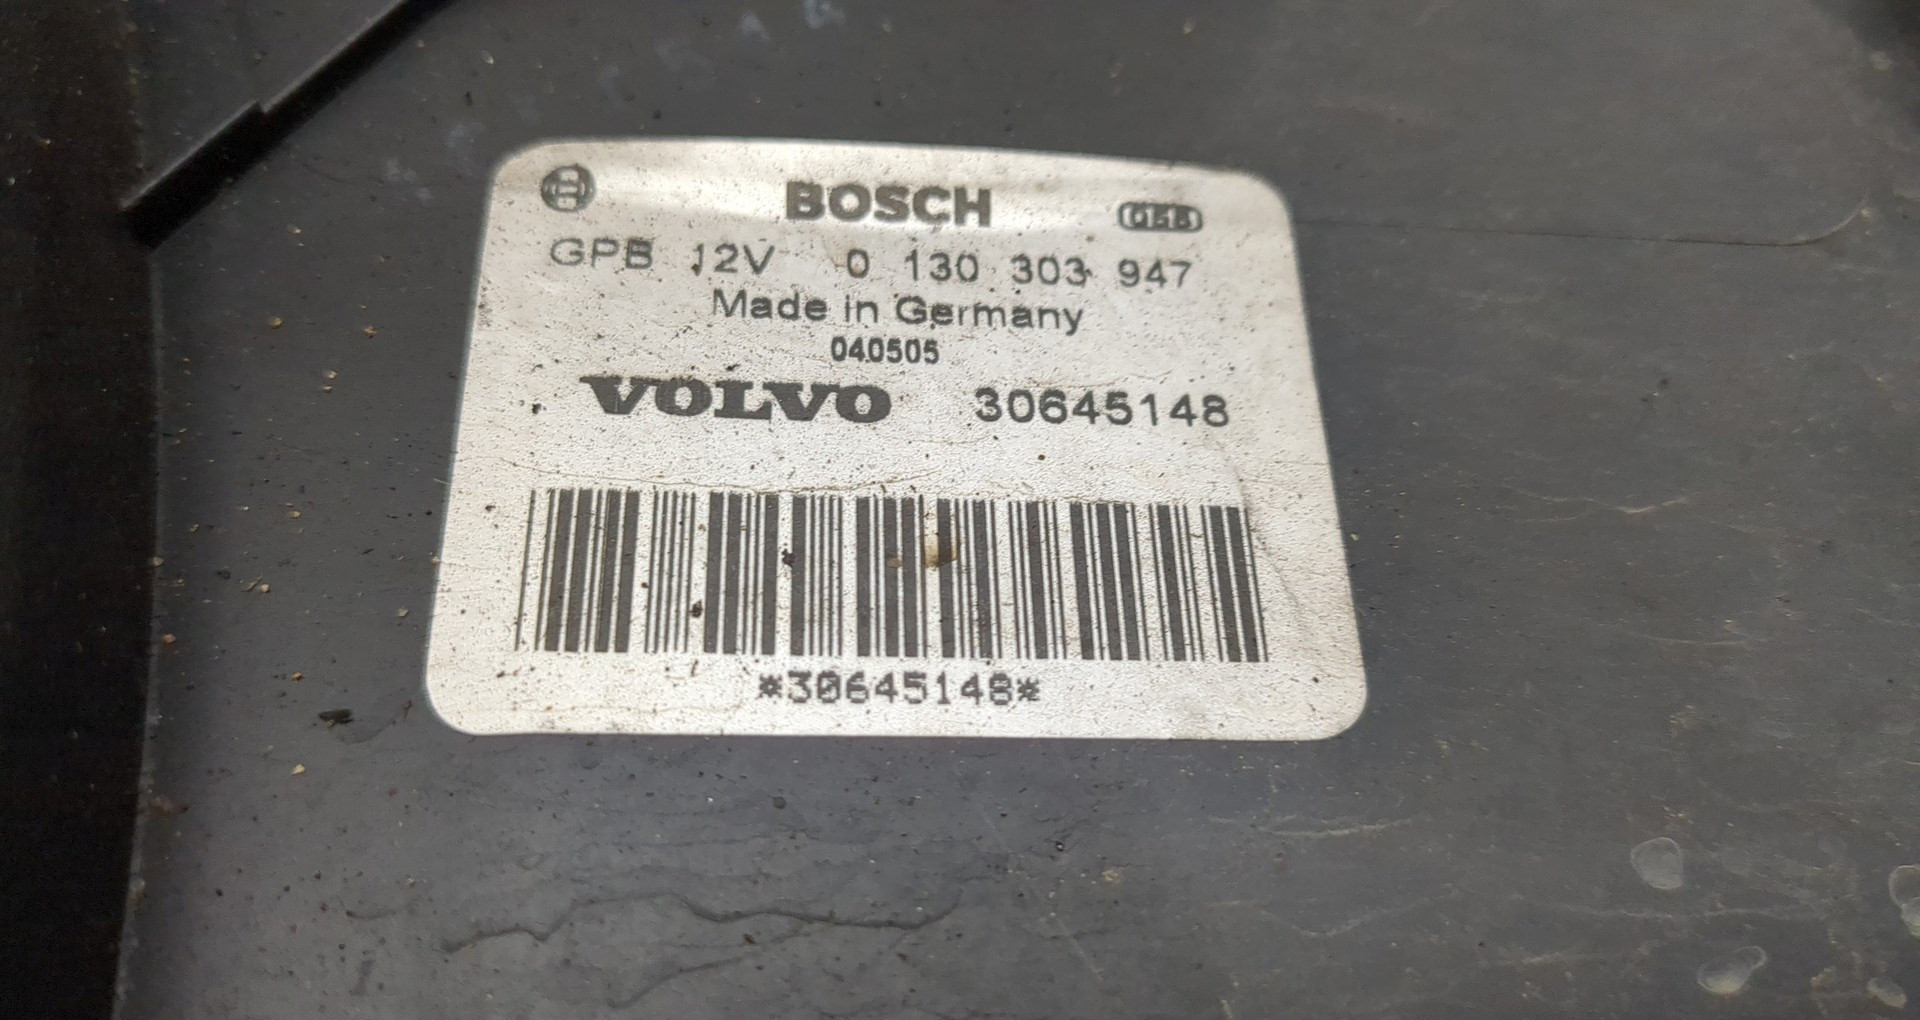 BOSCH
GPB 12V 0 130 303 947
Made in Germany
040505
VOLVO 30645148
*30645148*